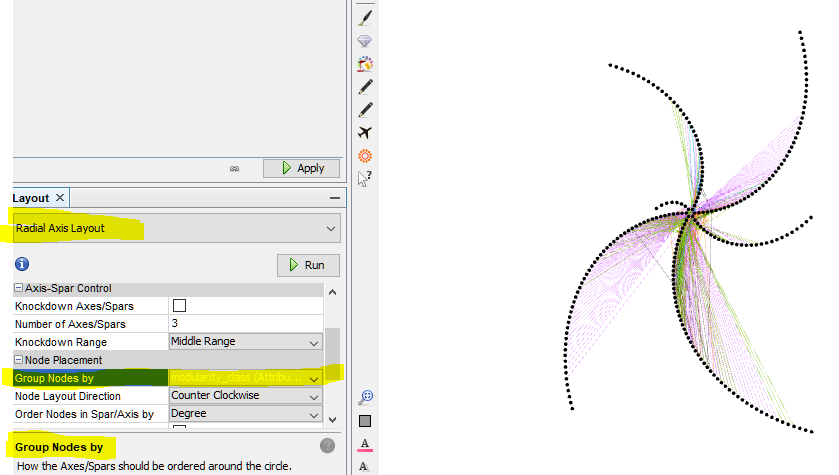 Apply
Layout
Radial Axis Layout
Run
Axis-Spar Control
Knockdown Axes/Spars
Number of Axes/Spars 3
Knockdown Range Middle Range
Node Placement
Group Nodes by modularity_class (Attribu...
Node Layout Direction Counter Clockwise
Order Nodes in Spar/Axis by Degree
Group Nodes by
How the Axes/Spars should be ordered around the circle.
A
A